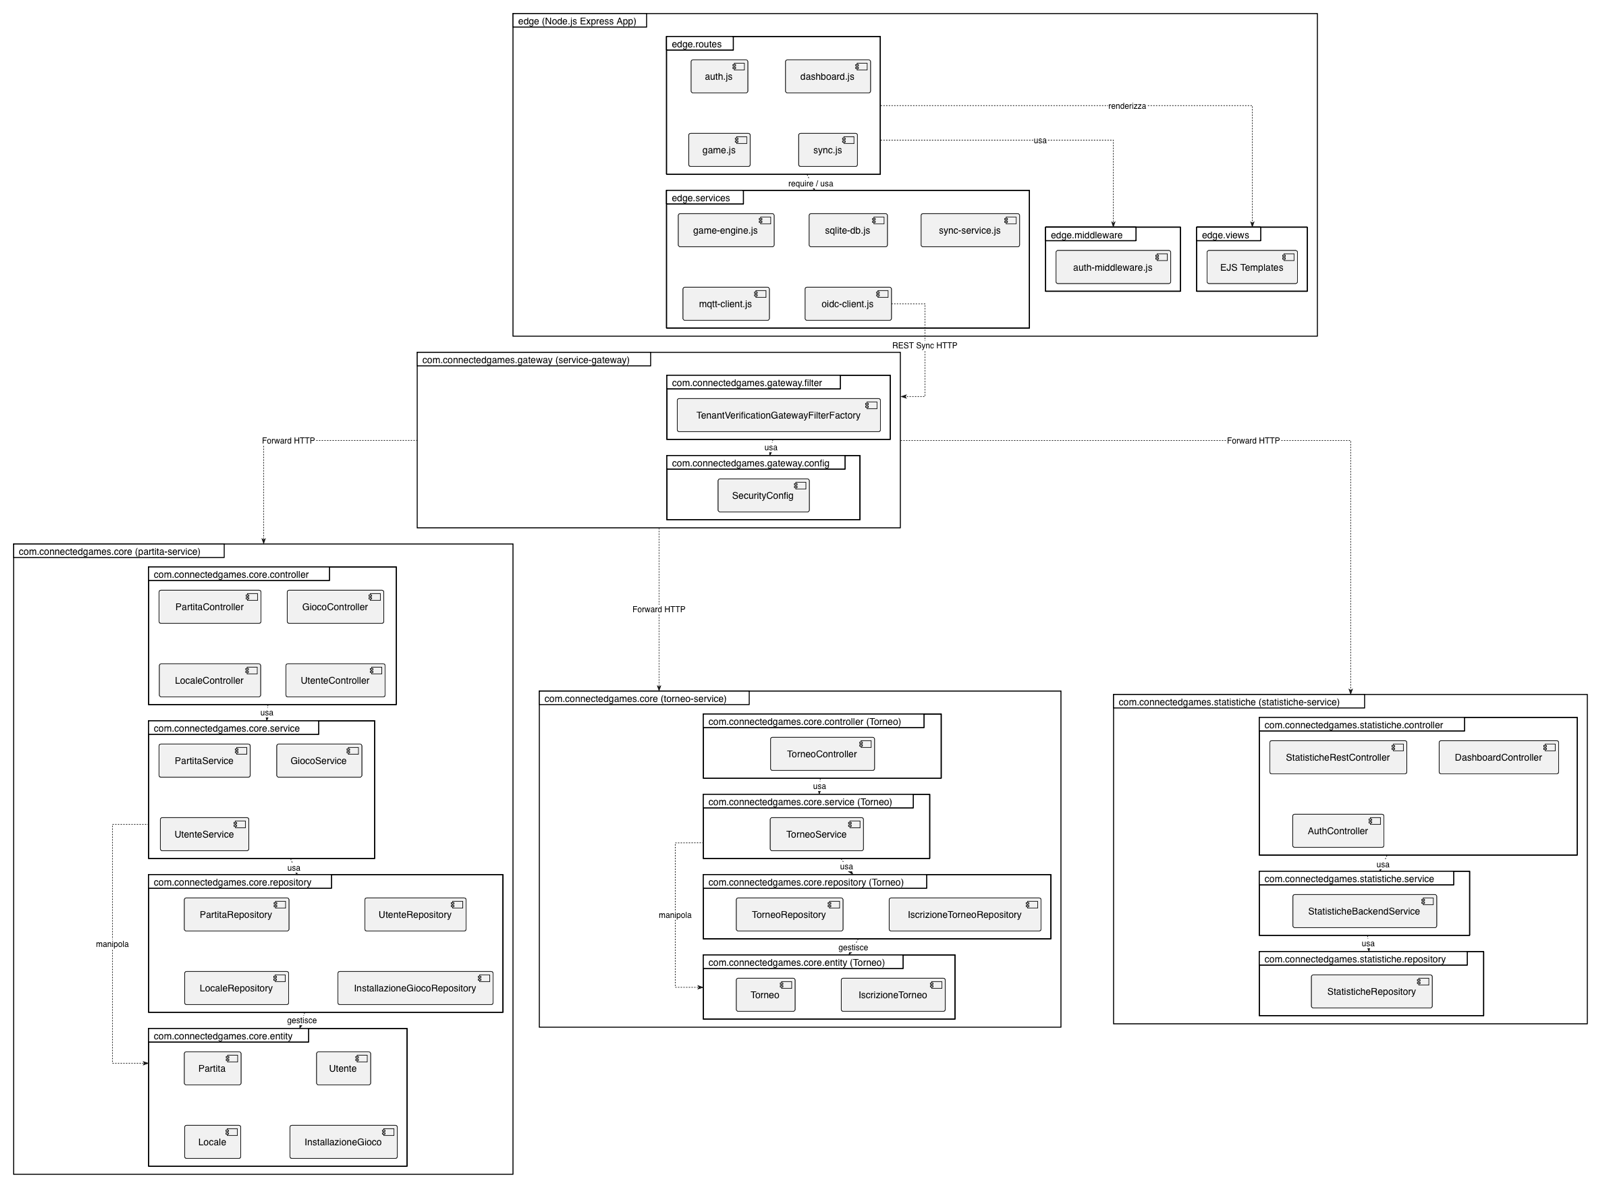 edge (Node.js Express App)
edge.routes
auth.js
dashboard.js
renderizza
usa
game.js
sync.js
require / usa
edge.services
game-engine.js
sqlite-db.js
sync-service.js
mqtt-client.js
oidc-client.js
edge.middleware
auth-middleware.js
edge.views
EJS Templates
REST Sync HTTP
com.connectedgames.gateway (service-gateway)
com.connectedgames.gateway.filter
TenantVerificationGatewayFilterFactory
usa
com.connectedgames.gateway.config
SecurityConfig
Forward HTTP
Forward HTTP
Forward HTTP
com.connectedgames.core (partita-service)
com.connectedgames.core.controller
PartitaController
GiocoController
LocaleController
UtenteController
usa
com.connectedgames.core.service
PartitaService
GiocoService
UtenteService
usa
manipola
com.connectedgames.core.repository
PartitaRepository
UtenteRepository
LocaleRepository
InstallazioneGiocoRepository
gestisce
com.connectedgames.core.entity
Partita
Utente
Locale
InstallazioneGioco
com.connectedgames.core (torneo-service)
com.connectedgames.core.controller (Torneo)
TorneoController
usa
com.connectedgames.core.service (Torneo)
TorneoService
usa
manipola
com.connectedgames.core.repository (Torneo)
TorneoRepository
IscrizioneTorneoRepository
gestisce
com.connectedgames.core.entity (Torneo)
Torneo
IscrizioneTorneo
com.connectedgames.statistiche (statistiche-service)
com.connectedgames.statistiche.controller
StatisticheRestController
DashboardController
AuthController
usa
com.connectedgames.statistiche.service
StatisticheBackendService
usa
com.connectedgames.statistiche.repository
StatisticheRepository